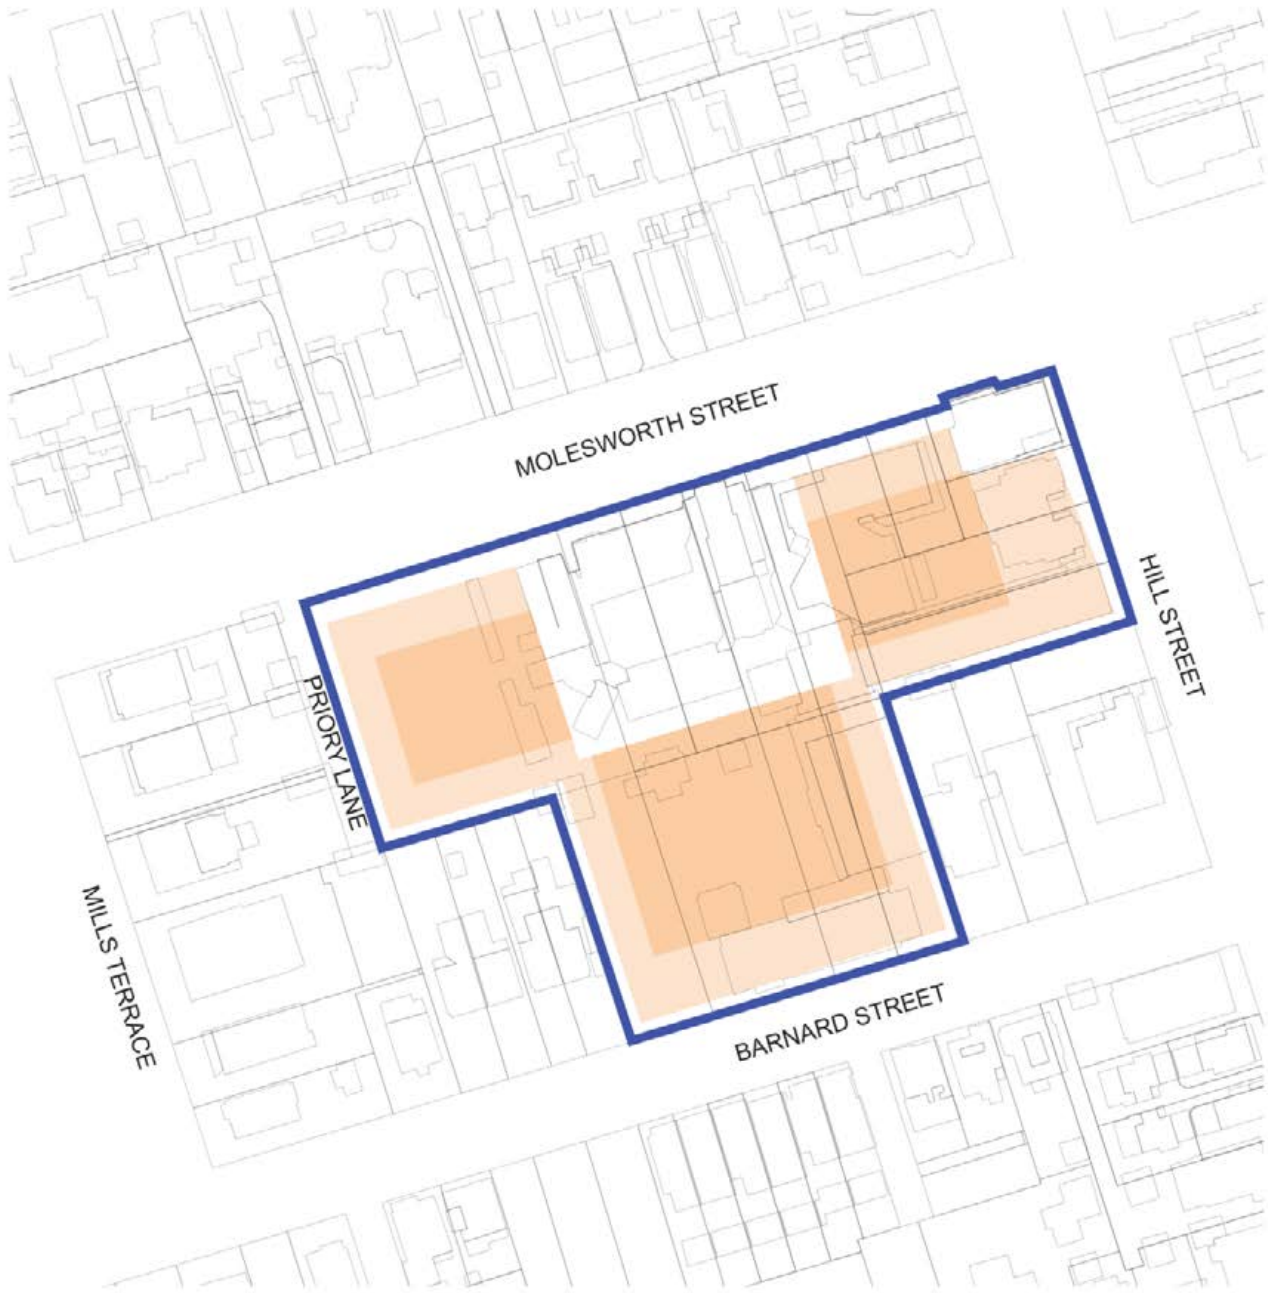 MOLESWORTH STREET
HILL STREET
PRIORY LANE
MILLS TERRACE
BARNARD STREET